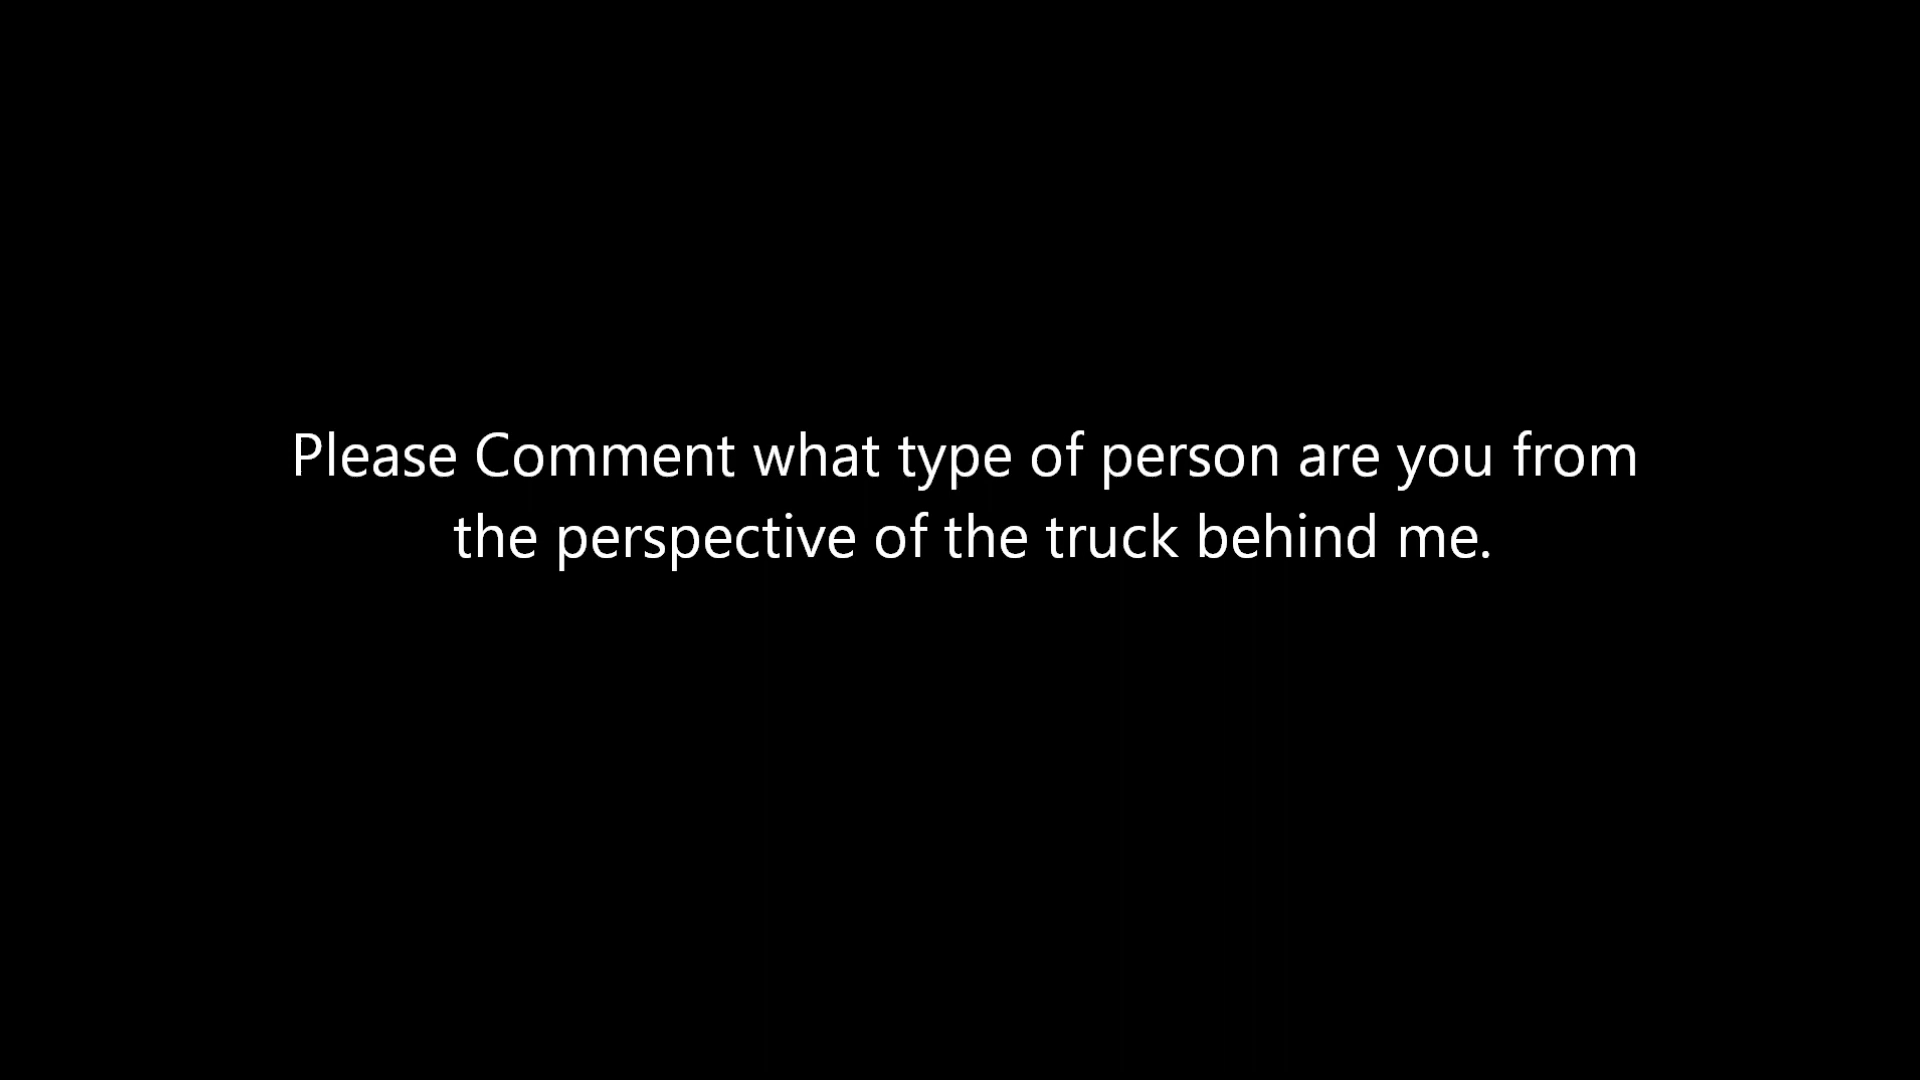 Please Comment what type of person are you from
the perspective of the truck behind me.